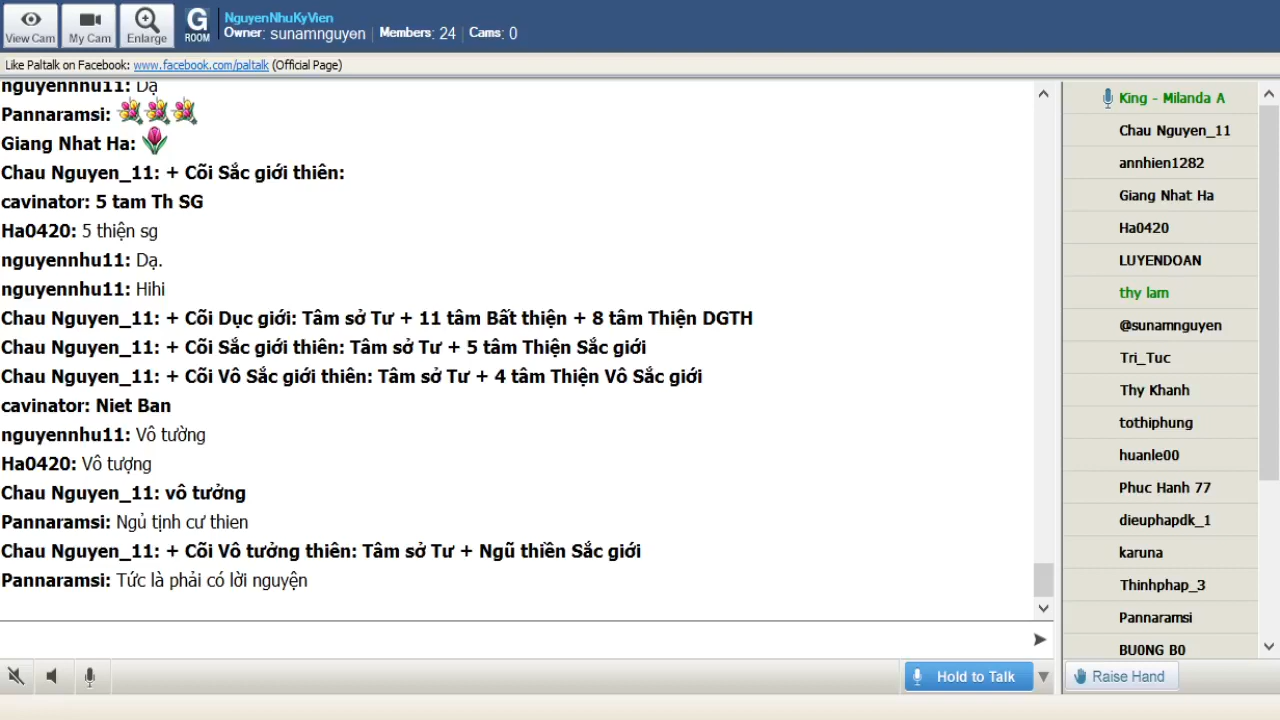 View Cam
My Cam
Enlarge
G
ROOM
NguyenNhuKyVien
Owner: sunamnguyen | Members: 24 | Cams: 0
Like Paltalk on Facebook: www.facebook.com/paltalk (Official Page)
nguyennhu11: Dạ
Pannaramsi:
Giang Nhat Ha:
Chau Nguyen_11: + Cõi Sắc giới thiên:
cavinator: 5 tam Th SG
Ha0420: 5 thiện sg
nguyennhu11: Dạ.
nguyennhu11: Hihi
Chau Nguyen_11: + Cõi Dục giới: Tâm sở Tư + 11 tâm Bất thiện + 8 tâm Thiện DGTH
Chau Nguyen_11: + Cõi Sắc giới thiên: Tâm sở Tư + 5 tâm Thiện Sắc giới
Chau Nguyen_11: + Cõi Vô Sắc giới thiên: Tâm sở Tư + 4 tâm Thiện Vô Sắc giới
cavinator: Niet Ban
nguyennhu11: Vô tường
Ha0420: Vô tượng
Chau Nguyen_11: vô tưởng
Pannaramsi: Ngủ tịnh cư thien
Chau Nguyen_11: + Cõi Vô tưởng thiên: Tâm sở Tư + Ngũ thiền Sắc giới
Pannaramsi: Tức là phải có lời nguyện
King - Milanda A
Chau Nguyen_11
annhien1282
Giang Nhat Ha
Ha0420
LUYENDOAN
thy lam
@sunamnguyen
Tri_Tuc
Thy Khanh
tothiphung
huanle00
Phuc Hanh 77
dieuphapdk_1
karuna
Thinhphap_3
Pannaramsi
BU0NG B0
Hold to Talk
Raise Hand